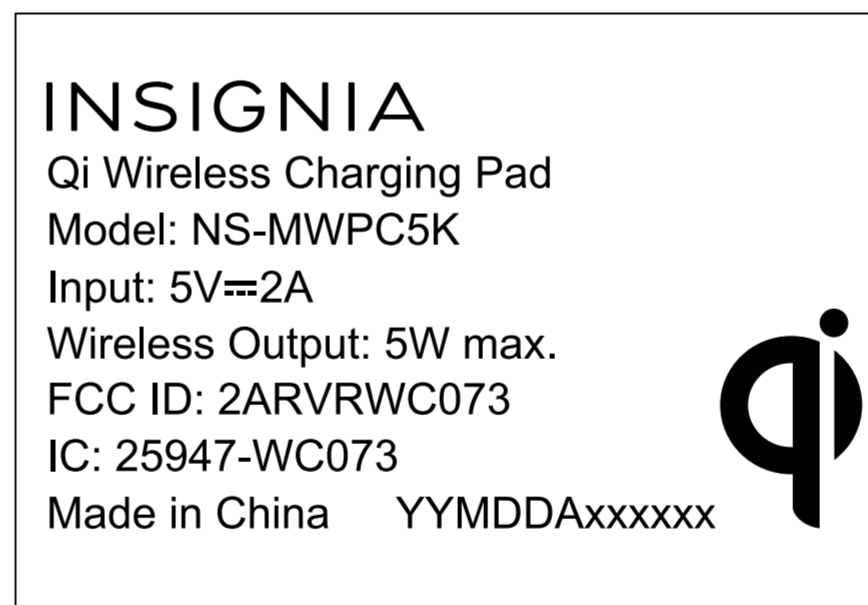 INSIGNIA
Qi Wireless Charging Pad
Model: NS-MWPC5K
Input: 5V⎓2A
Wireless Output: 5W max.
FCC ID: 2ARVRWC073
IC: 25947-WC073
Made in China YYMDDAxxxxxx
qi